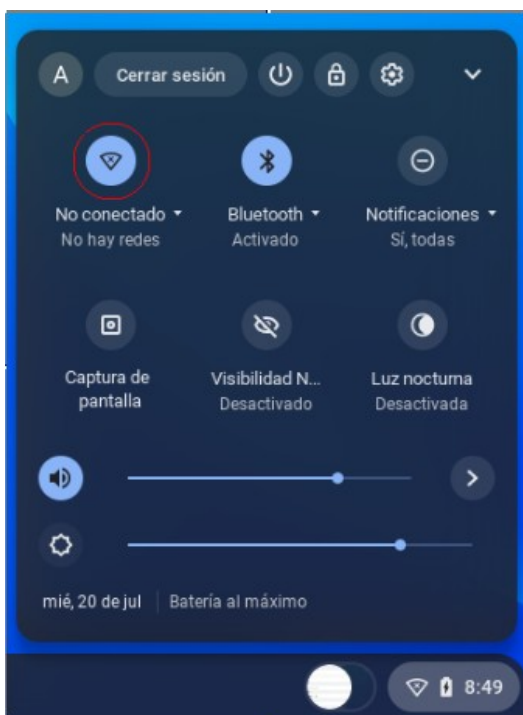 A Cerrar sesión
No conectado Bluetooth Notificaciones
No hay redes Activado Sí, todas
Captura de pantalla
Visibilidad N... Luz nocturna
Desactivado Desactivada
mié, 20 de jul Batería al máximo
8:49